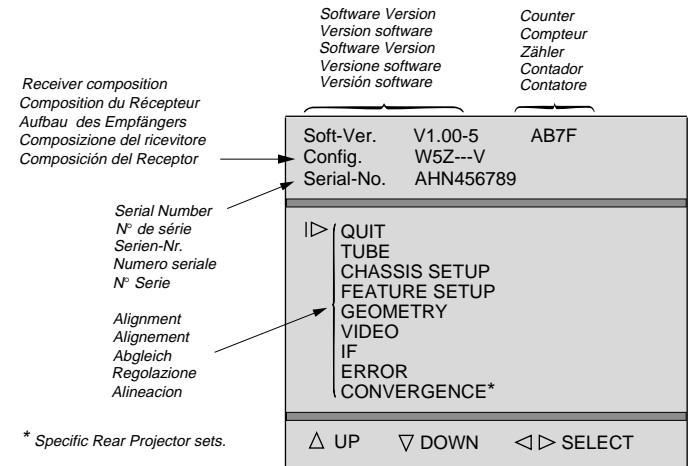 Software Version
Version software
Software Version
Versione software
Versión software
Counter
Compteur
Zähler
Contador
Contatore
Receiver composition
Composition du Récepteur
Aufbau des Empfängers
Composizione del ricevitore
Composición del Receptor
Soft-Ver. V1.00-5 AB7F
Config. W5Z---V
Serial-No. AHN456789
Serial Number
N° de série
Serien-Nr.
Numero seriale
N° Serie
QUIT
TUBE
CHASSIS SETUP
FEATURE SETUP
GEOMETRY
VIDEO
IF
ERROR
CONVERGENCE*
Alignment
Alignement
Abgleich
Regolazione
Alineacion
* Specific Rear Projector sets.
△ UP ▽ DOWN ◁ ▷ SELECT